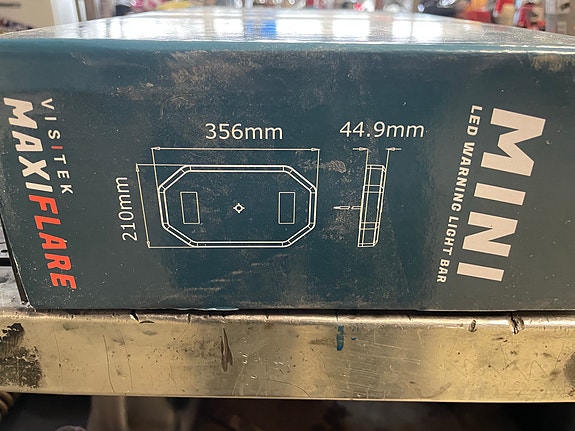 VISITEK
MAXIFLARE
356mm
44.9mm
210mm
MINI
LED WARNING LIGHT BAR